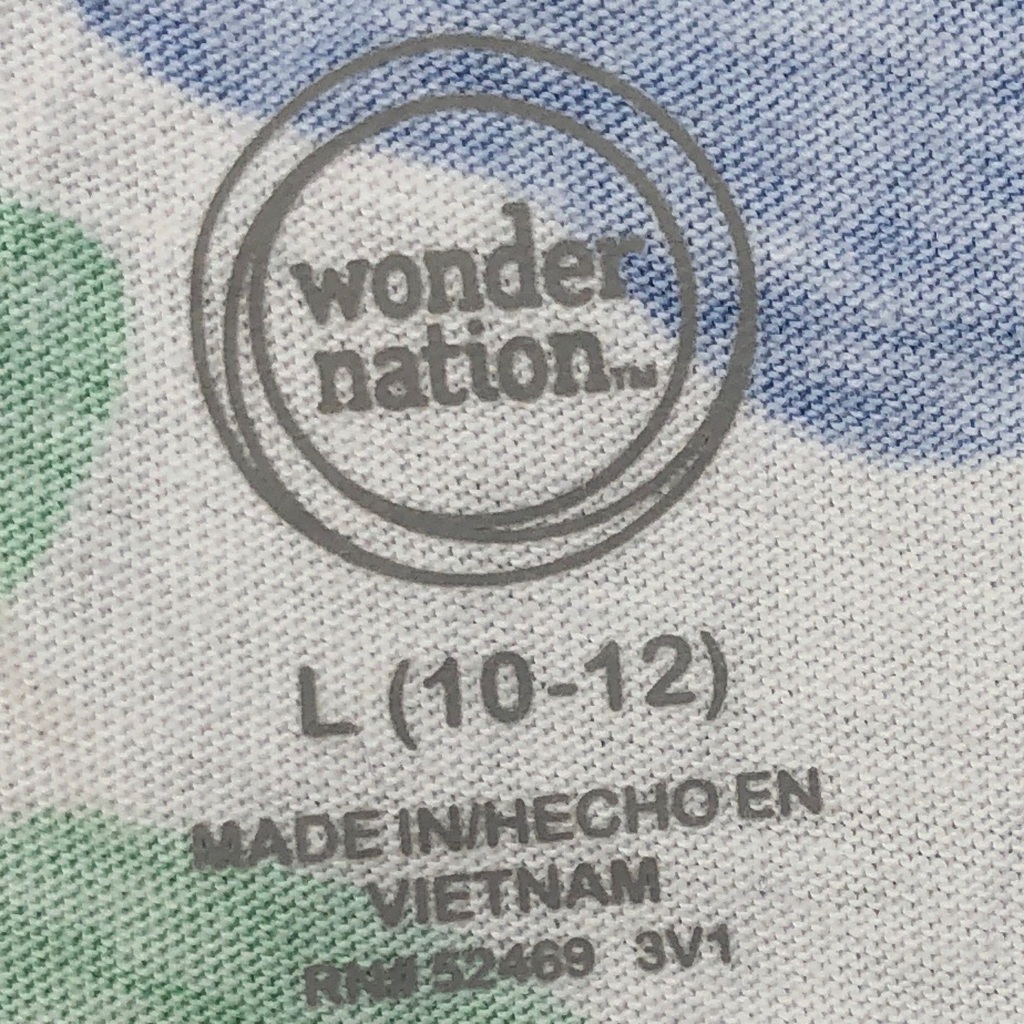 wonder
nation™
L (10-12)
MADE IN/HECHO EN
VIETNAM
RN# 52469 3V1